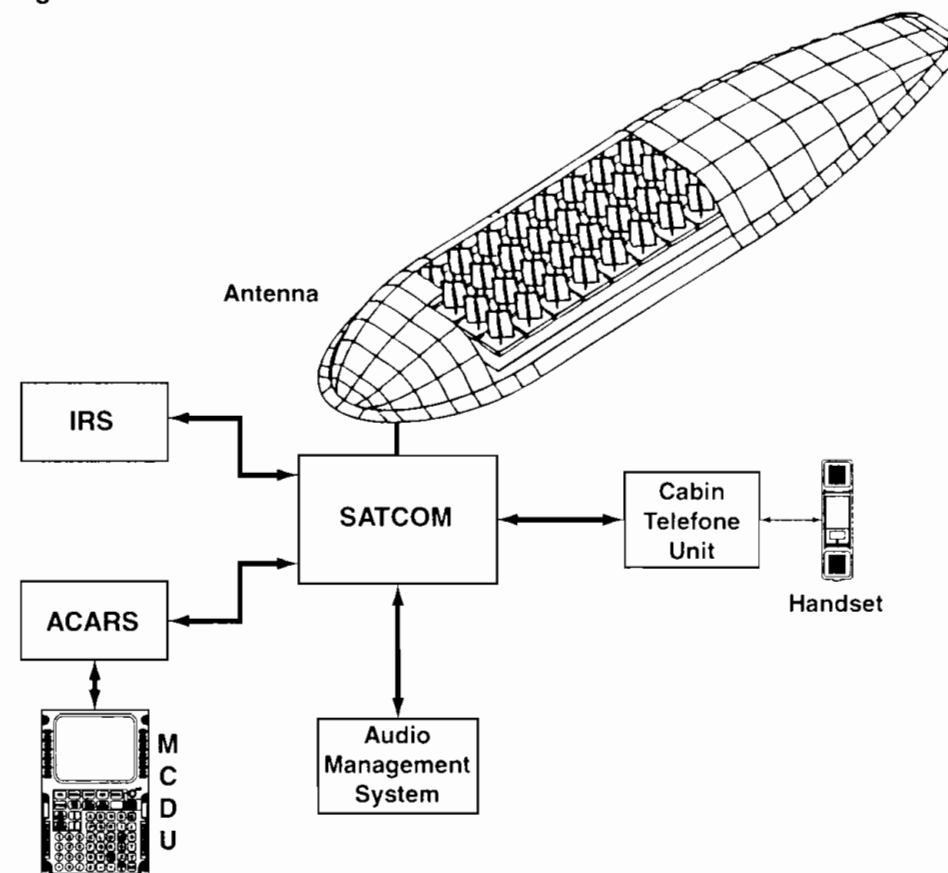 Antenna
IRS
SATCOM
Cabin
Telefone
Unit
Handset
ACARS
Audio
Management
System
M
C
D
U